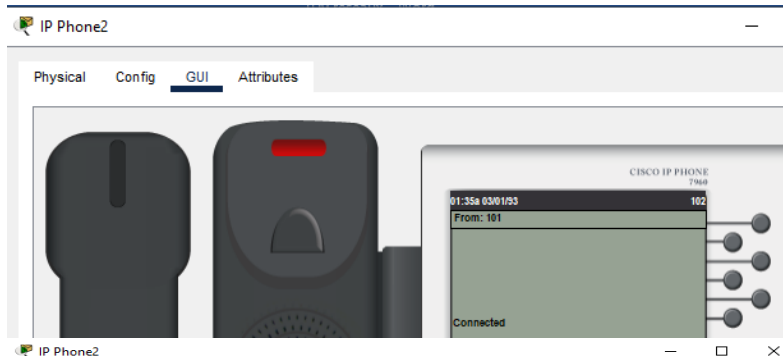 IP Phone2
Physical Config GUI Attributes
CISCO IP PHONE
7960
01:35a 03/01/93 102
From: 101
Connected
IP Phone2